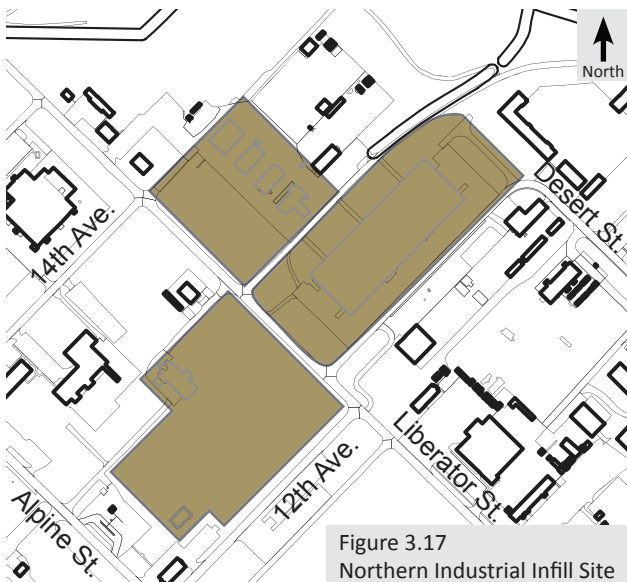 North
Desert St.
14th Ave.
Liberator St.
12th Ave.
Alpine St.
Figure 3.17
Northern Industrial Infill Site